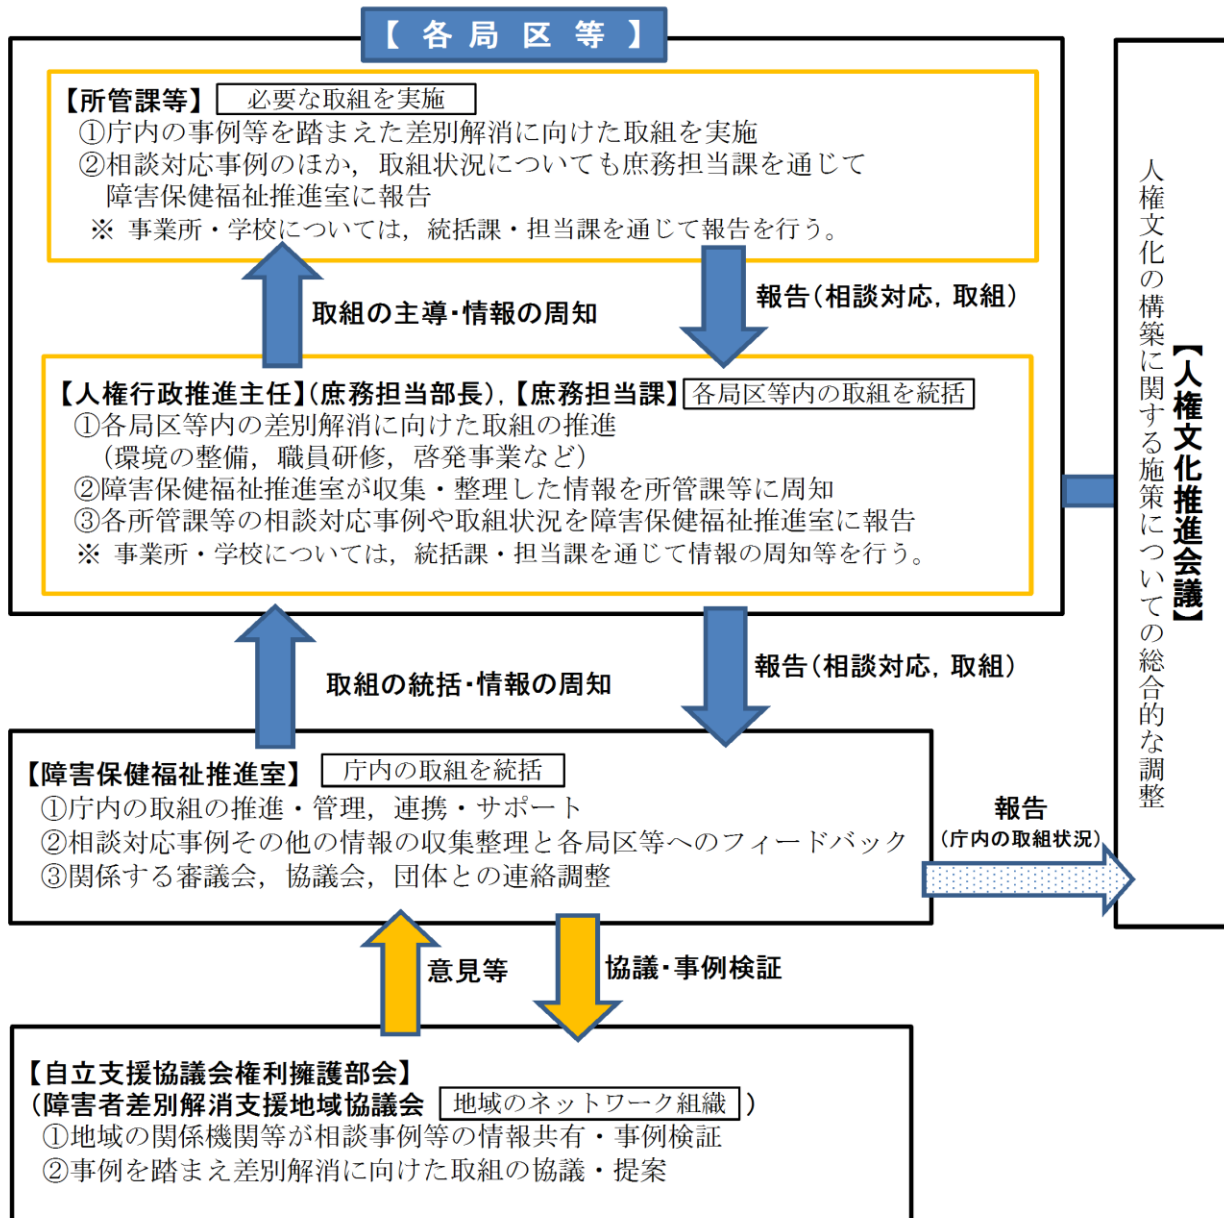 【 各 局 区 等 】
【所管課等】 必要な取組を実施
①庁内の事例等を踏まえた差別解消に向けた取組を実施
②相談対応事例のほか，取組状況についても庶務担当課を通じて
障害保健福祉推進室に報告
※ 事業所・学校については，統括課・担当課を通じて報告を行う。
取組の主導・情報の周知
報告（相談対応，取組）
【人権行政推進主任】（庶務担当部長），【庶務担当課】 各局区等内の取組を統括
①各局区等内の差別解消に向けた取組の推進
（環境の整備，職員研修，啓発事業など）
②障害保健福祉推進室が収集・整理した情報を所管課等に周知
③各所管課等の相談対応事例や取組状況を障害保健福祉推進室に報告
※ 事業所・学校については，統括課・担当課を通じて情報の周知等を行う。
取組の統括・情報の周知
報告（相談対応，取組）
【障害保健福祉推進室】 庁内の取組を統括
①庁内の取組の推進・管理，連携・サポート
②相談対応事例その他の情報の収集整理と各局区等へのフィードバック
③関係する審議会，協議会，団体との連絡調整
報告
（庁内の取組状況）
【人権文化推進会議】
人権文化の構築に関する施策についての総合的な調整
意見等
協議・事例検証
【自立支援協議会権利擁護部会】
（障害者差別解消支援地域協議会 地域のネットワーク組織 ）
①地域の関係機関等が相談事例等の情報共有・事例検証
②事例を踏まえ差別解消に向けた取組の協議・提案